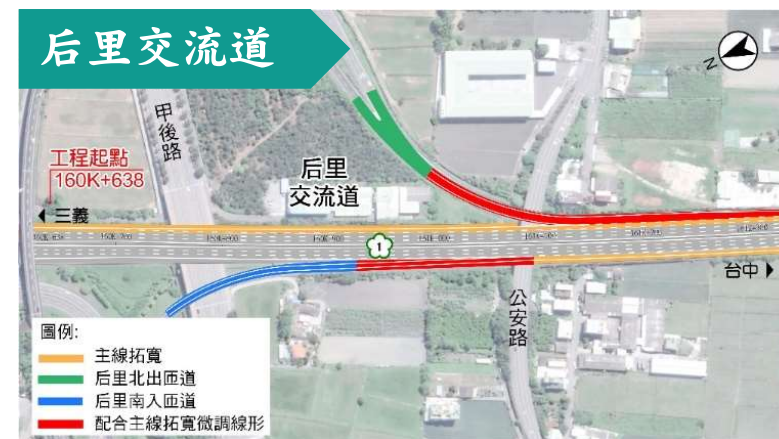 后里交流道
N
甲後路
工程起點
160K+638
后里
交流道
三義
1
台中
公安路
圖例:
主線拓寬
后里北出匝道
后里南入匝道
配合主線拓寬微調線形